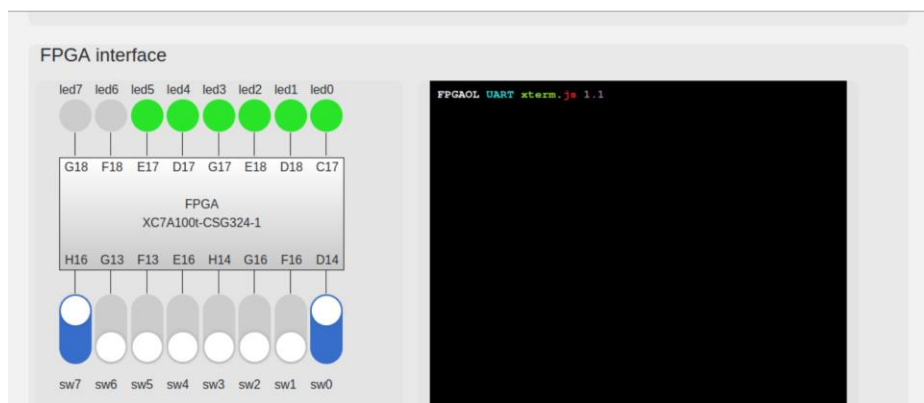 FPGA interface
led7 led6 led5 led4 led3 led2 led1 led0
FPGAOL UART xterm.js 1.1
G18 F18 E17 D17 G17 E18 D18 C17
FPGA
XC7A100t-CSG324-1
H16 G13 F13 E16 H14 G16 F16 D14
sw7 sw6 sw5 sw4 sw3 sw2 sw1 sw0